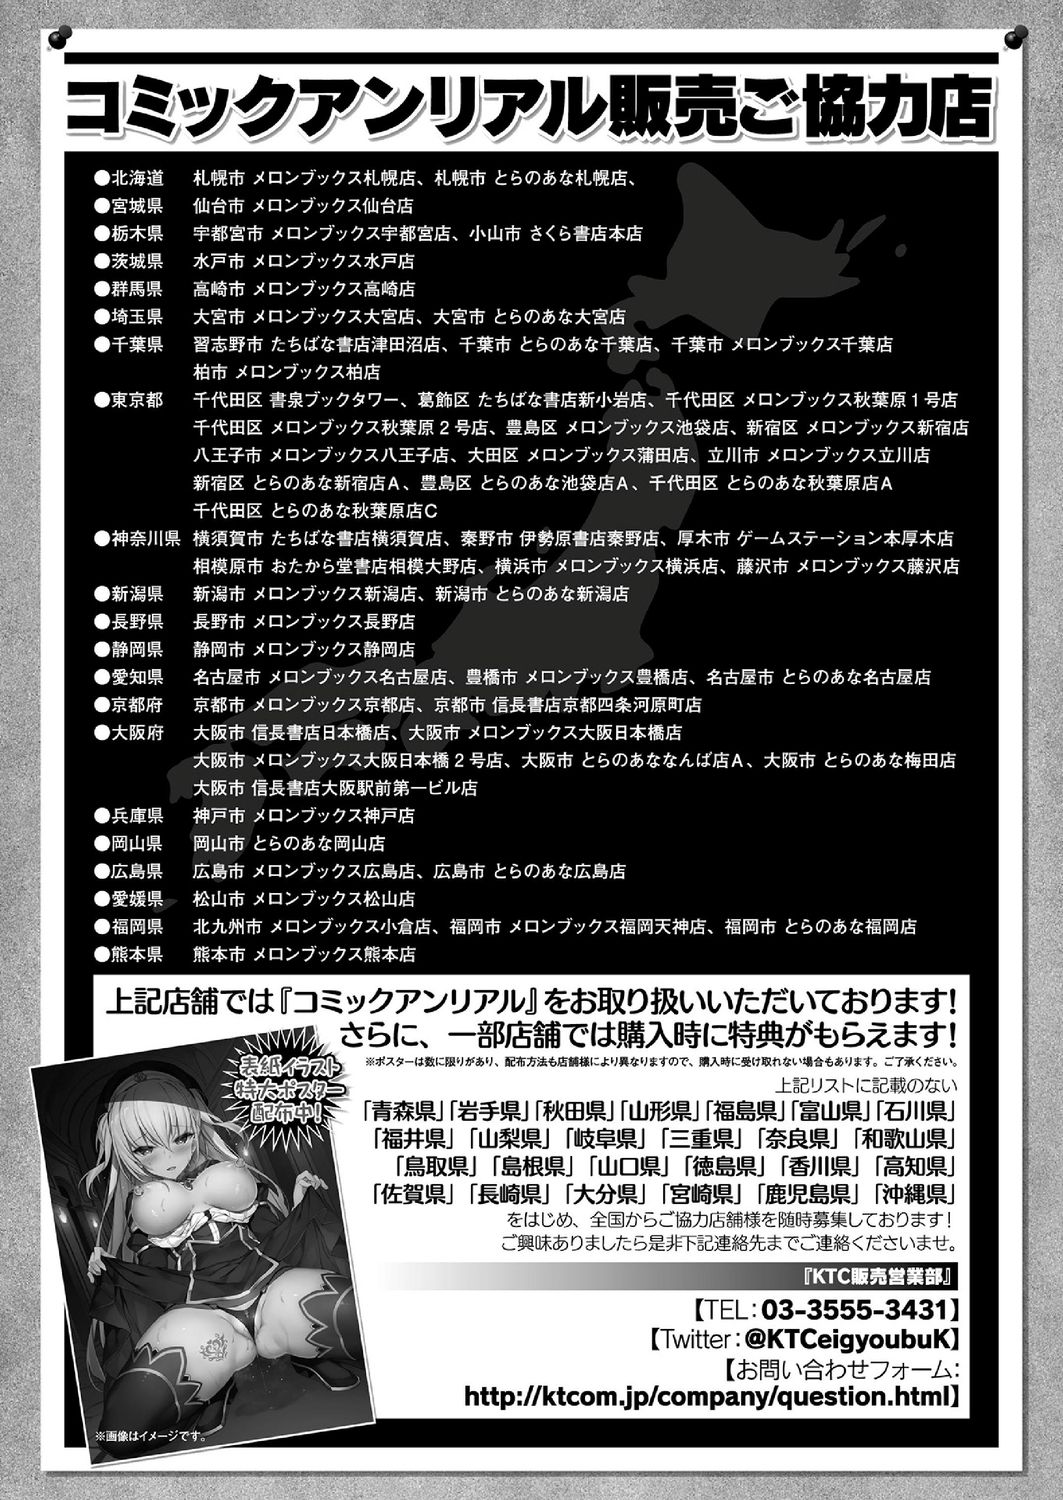 コミックアンリアル販売ご協力店
●北海道 札幌市 メロンブックス札幌店、札幌市 とらのあな札幌店、
●宮城県 仙台市 メロンブックス仙台店
●栃木県 宇都宮市 メロンブックス宇都宮店、小山市 さくら書店本店
●茨城県 水戸市 メロンブックス水戸店
●群馬県 高崎市 メロンブックス高崎店
●埼玉県 大宮市 メロンブックス大宮店、大宮市 とらのあな大宮店
●千葉県 習志野市 たちばな書店津田沼店、千葉市 とらのあな千葉店、千葉市 メロンブックス千葉店
柏市 メロンブックス柏店
●東京都 千代田区 書泉ブックタワー、葛飾区 たちばな書店新小岩店、千代田区 メロンブックス秋葉原1号店
千代田区 メロンブックス秋葉原2号店、豊島区 メロンブックス池袋店、新宿区 メロンブックス新宿店
八王子市 メロンブックス八王子店、大田区 メロンブックス蒲田店、立川市 メロンブックス立川店
新宿区 とらのあな新宿店A、豊島区 とらのあな池袋店A、千代田区 とらのあな秋葉原店A
千代田区 とらのあな秋葉原店C
●神奈川県 横須賀市 たちばな書店横須賀店、秦野市 伊勢原書店秦野店、厚木市 ゲームステーション本厚木店
相模原市 おたから堂書店相模大野店、横浜市 メロンブックス横浜店、藤沢市 メロンブックス藤沢店
●新潟県 新潟市 メロンブックス新潟店、新潟市 とらのあな新潟店
●長野県 長野市 メロンブックス長野店
●静岡県 静岡市 メロンブックス静岡店
●愛知県 名古屋市 メロンブックス名古屋店、豊橋市 メロンブックス豊橋店、名古屋市 とらのあな名古屋店
●京都府 京都市 メロンブックス京都店、京都市 信長書店京都四条河原町店
●大阪府 大阪市 信長書店日本橋店、大阪市 メロンブックス大阪日本橋店
大阪市 メロンブックス大阪日本橋2号店、大阪市 とらのあななんば店A、大阪市 とらのあな梅田店
大阪市 信長書店大阪駅前第一ビル店
●兵庫県 神戸市 メロンブックス神戸店
●岡山県 岡山市 とらのあな岡山店
●広島県 広島市 メロンブックス広島店、広島市 とらのあな広島店
●愛媛県 松山市 メロンブックス松山店
●福岡県 北九州市 メロンブックス小倉店、福岡市 メロンブックス福岡天神店、福岡市 とらのあな福岡店
●熊本県 熊本市 メロンブックス熊本店
上記店舗では『コミックアンリアル』をお取り扱いいただいております!
さらに、一部店舗では購入時に特典がもらえます!
※ポスターは数に限りがあり、配布方法も店舗様により異なりますので、購入時に受け取れない場合もあります。ご了承ください。
表紙イラスト
特大ポスター
配布中!
上記リストに記載のない
「青森県」「岩手県」「秋田県」「山形県」「福島県」「富山県」「石川県」
「福井県」「山梨県」「岐阜県」「三重県」「奈良県」「和歌山県」
「鳥取県」「島根県」「山口県」「徳島県」「香川県」「高知県」
「佐賀県」「長崎県」「大分県」「宮崎県」「鹿児島県」「沖縄県」
をはじめ、全国からご協力店舗様を随時募集しております!
ご興味ありましたら是非下記連絡先までご連絡くださいませ。
『KTC販売営業部』
【TEL:03-3555-3431】
【Twitter:@KTCeigyoubuK】
【お問い合わせフォーム:
http://ktcom.jp/company/question.html】
※画像はイメージです。